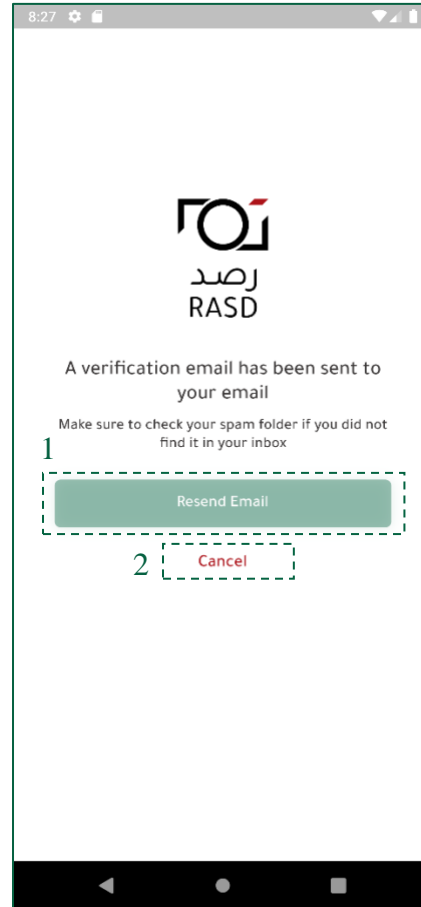 8:27
رصد
RASD
A verification email has been sent to
your email
Make sure to check your spam folder if you did not
find it in your inbox
1
Resend Email
2
Cancel